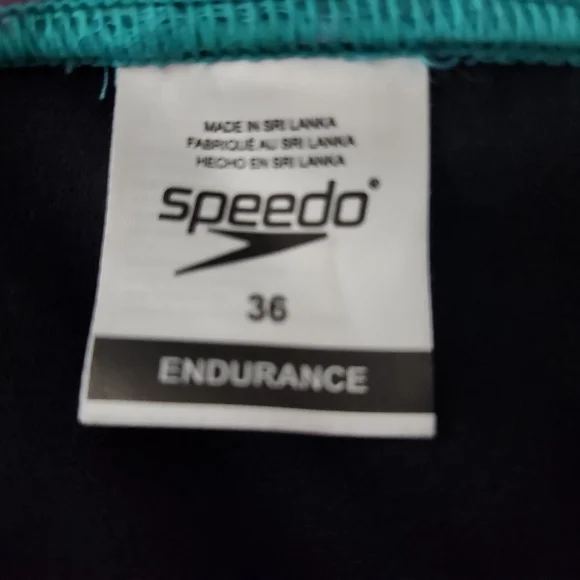 MADE IN SRI LANKA
FABRIQUÉ AU SRI LANKA
HECHO EN SRI LANKA
speedo®
36
ENDURANCE